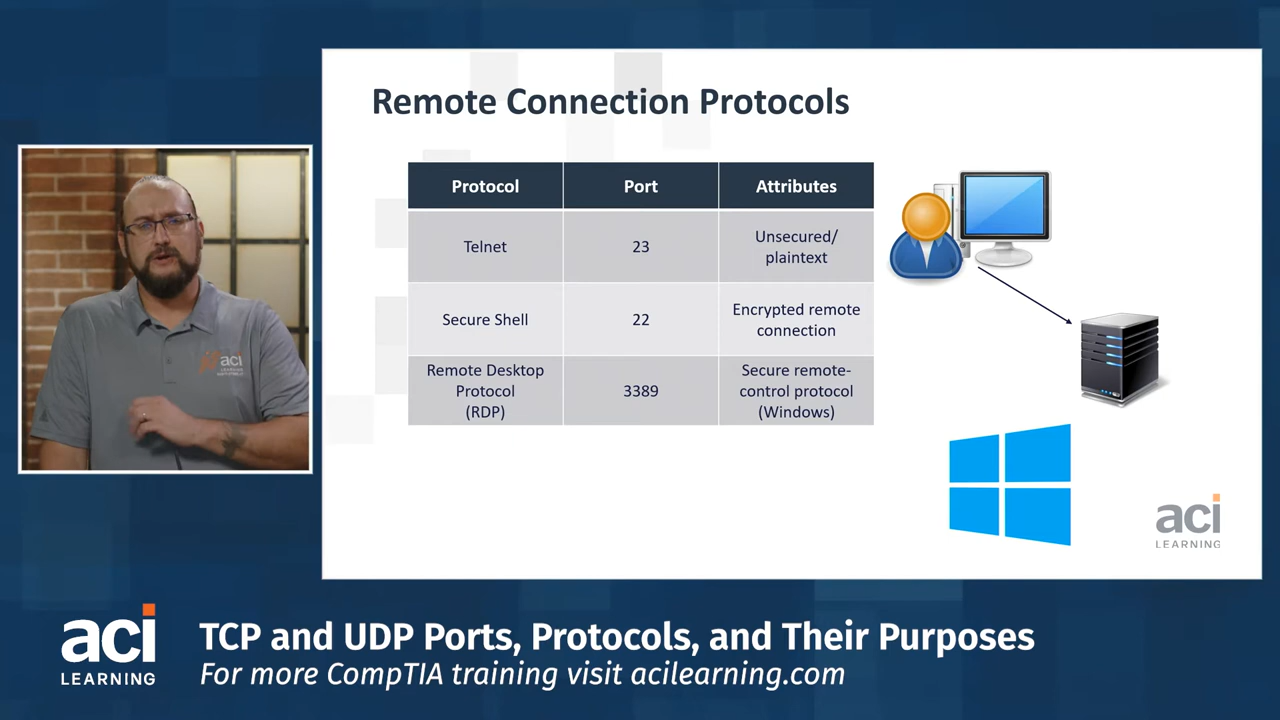 Remote Connection Protocols
Protocol Port Attributes
Telnet 23 Unsecured/
plaintext
Secure Shell 22 Encrypted remote
connection
Remote Desktop
Protocol
(RDP) 3389 Secure remote-
control protocol
(Windows)
aci
LEARNING
aci
aci
LEARNING
TCP and UDP Ports, Protocols, and Their Purposes
For more CompTIA training visit acilearning.com